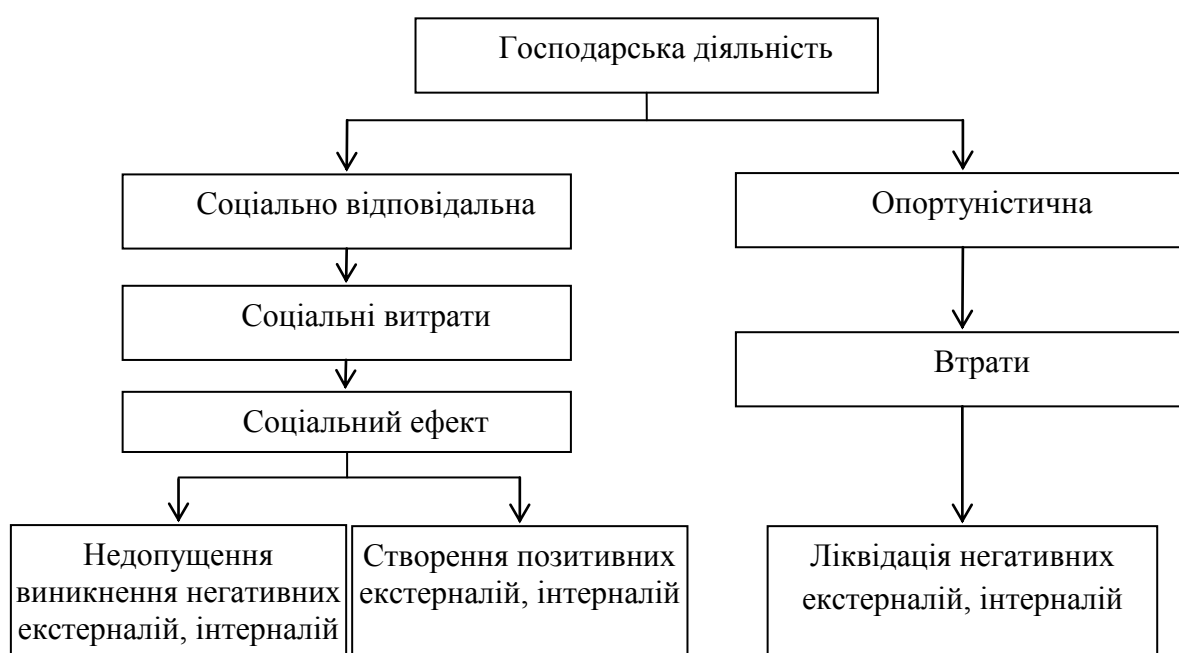 Господарська діяльність
Соціально відповідальна
Опортуністична
Соціальні витрати
Втрати
Соціальний ефект
Недопущення
виникнення негативних
екстерналій, інтерналій
Створення позитивних
екстерналій, інтерналій
Ліквідація негативних
екстерналій, інтерналій